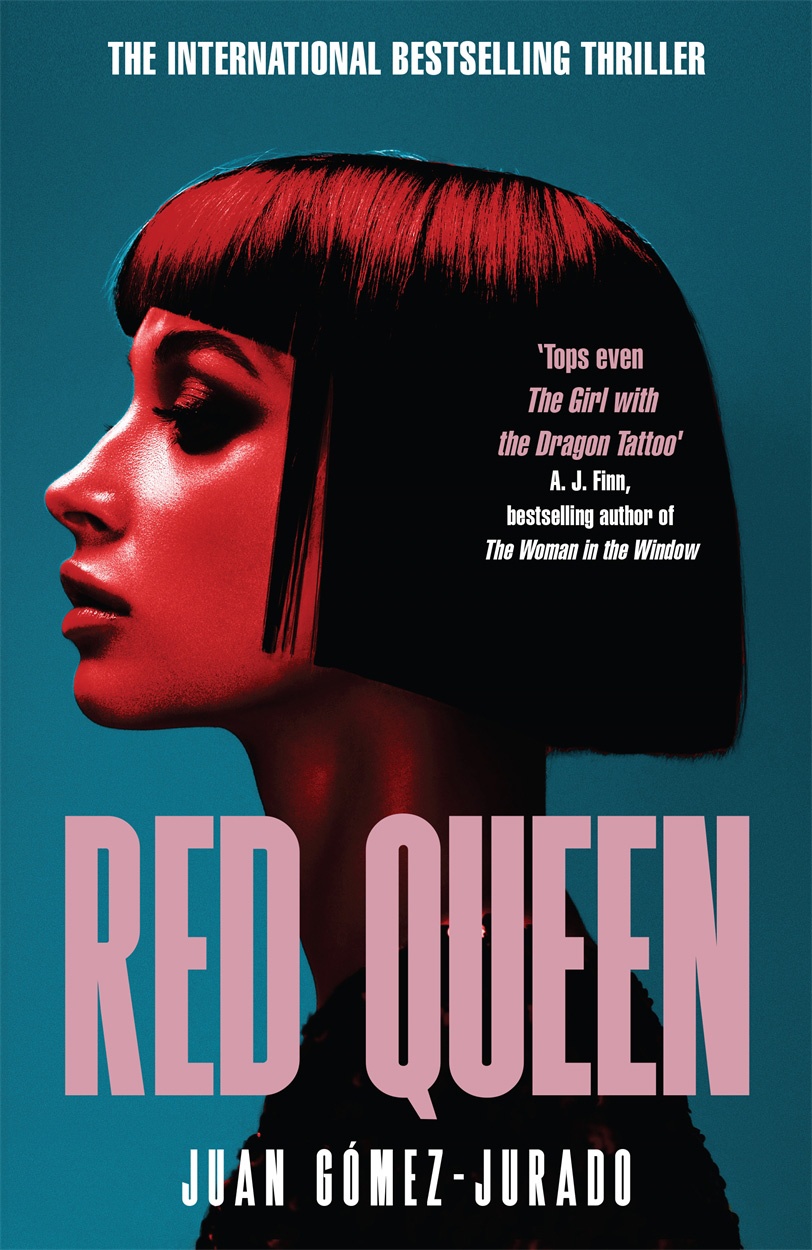 THE INTERNATIONAL BESTSELLING THRILLER
‘Tops even
The Girl with
the Dragon Tattoo’
A. J. Finn,
bestselling author of
The Woman in the Window
RED QUEEN
JUAN GÓMEZ-JURADO